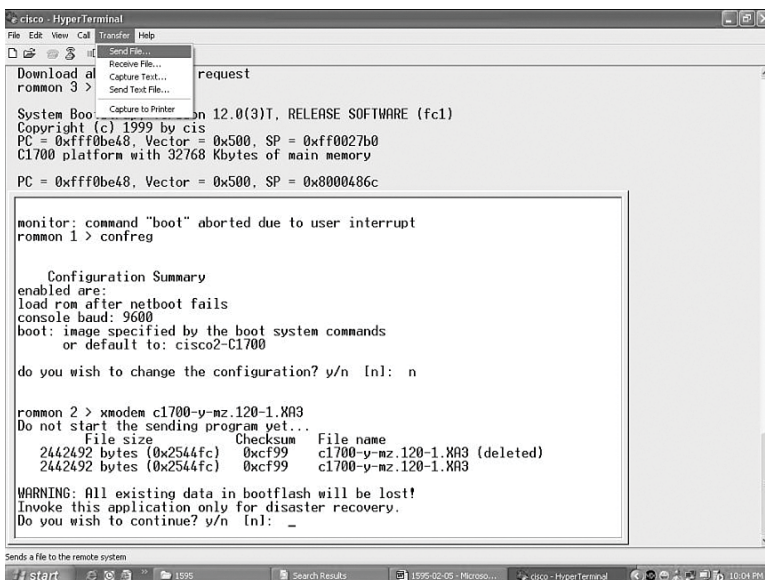 cisco - HyperTerminal
File Edit View Call Transfer Help
Send File...
Receive File...
Capture Text...
Send Text File...
Capture to Printer
Download request
rommon 3 >
System Boo on 12.0(3)T, RELEASE SOFTWARE (fc1)
Copyright (c) 1999 by cis
PC = 0xfff0be48, Vector = 0x500, SP = 0xff0027b0
C1700 platform with 32768 Kbytes of main memory
PC = 0xfff0be48, Vector = 0x500, SP = 0x8000486c
monitor: command "boot" aborted due to user interrupt
rommon 1 > confreg
Configuration Summary
enabled are:
load rom after netboot fails
console baud: 9600
boot: image specified by the boot system commands
or default to: cisco2-C1700
do you wish to change the configuration? y/n [n]: n
rommon 2 > xmodem c1700-y-mz.120-1.XA3
Do not start the sending program yet...
File size Checksum File name
2442492 bytes (0x2544fc) 0xcf99 c1700-y-mz.120-1.XA3 (deleted)
2442492 bytes (0x2544fc) 0xcf99 c1700-y-mz.120-1.XA3
WARNING: All existing data in bootflash will be lost!
Invoke this application only for disaster recovery.
Do you wish to continue? y/n [n]: _
Sends a file to the remote system
start 1595 Search Results 1595-02-05 - Microso... cisco - HyperTerminal 10:04 PM